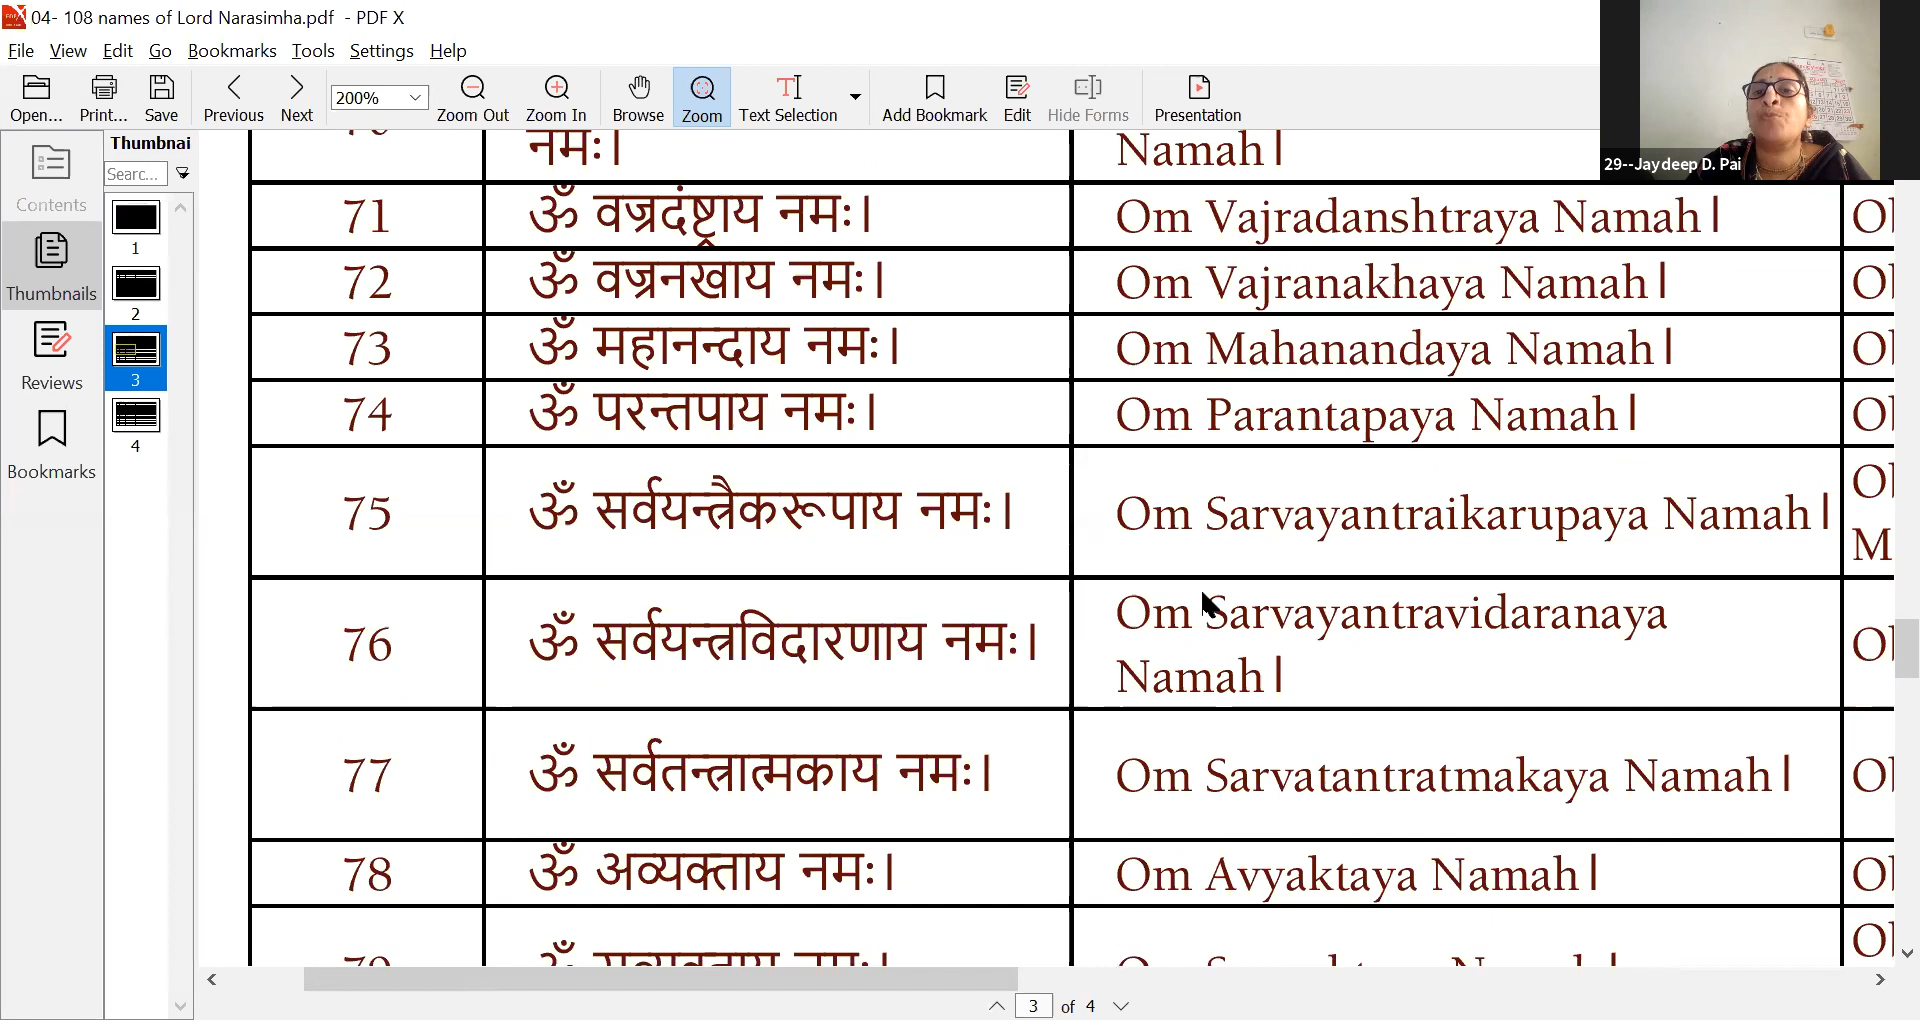 04- 108 names of Lord Narasimha.pdf - PDF X
File View Edit Go Bookmarks Tools Settings Help
Open... Print... Save Previous Next 200% Zoom Out Zoom In Browse Zoom Text Selection Add Bookmark Edit Hide Forms Presentation
29--Jaydeep D. Pai
Contents
Thumbnails
Reviews
Bookmarks
Thumbnai
Searc...
1
2
3
4
नमः। Namah।
71 ॐ वज्रदंष्ट्राय नमः। Om Vajradanshtraya Namah।
72 ॐ वज्रनखाय नमः। Om Vajranakhaya Namah।
73 ॐ महानन्दाय नमः। Om Mahanandaya Namah।
74 ॐ परन्तपाय नमः। Om Parantapaya Namah।
75 ॐ सर्वयन्त्रैकरूपाय नमः। Om Sarvayantraikarupaya Namah।
76 ॐ सर्वयन्त्रविदारणाय नमः। Om Sarvayantravidaranaya
Namah।
77 ॐ सर्वतन्त्रात्मकाय नमः। Om Sarvatantratmakaya Namah।
78 ॐ अव्यक्ताय नमः। Om Avyaktaya Namah।
3 of 4